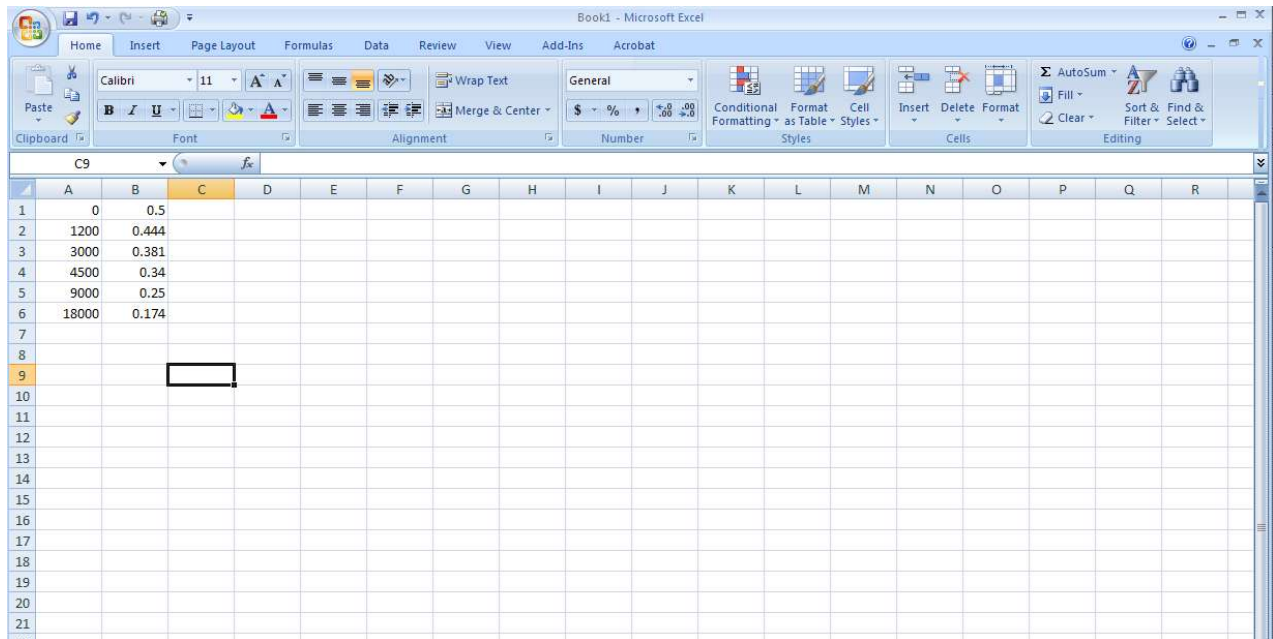 Book1 - Microsoft Excel
Home Insert Page Layout Formulas Data Review View Add-Ins Acrobat
Paste
Clipboard
Calibri 11 A A
B I U A
Font
Wrap Text
Merge & Center
Alignment
General
$ % , .0 .00 .00 .0
Number
Conditional Formatting
Format as Table
Cell Styles
Styles
Insert Delete Format
Cells
Σ AutoSum
Fill
Clear
Sort & Filter
Find & Select
Editing
C9 fx
A B C D E F G H I J K L M N O P Q R
1 0 0.5
2 1200 0.444
3 3000 0.381
4 4500 0.34
5 9000 0.25
6 18000 0.174
7
8
9
10
11
12
13
14
15
16
17
18
19
20
21